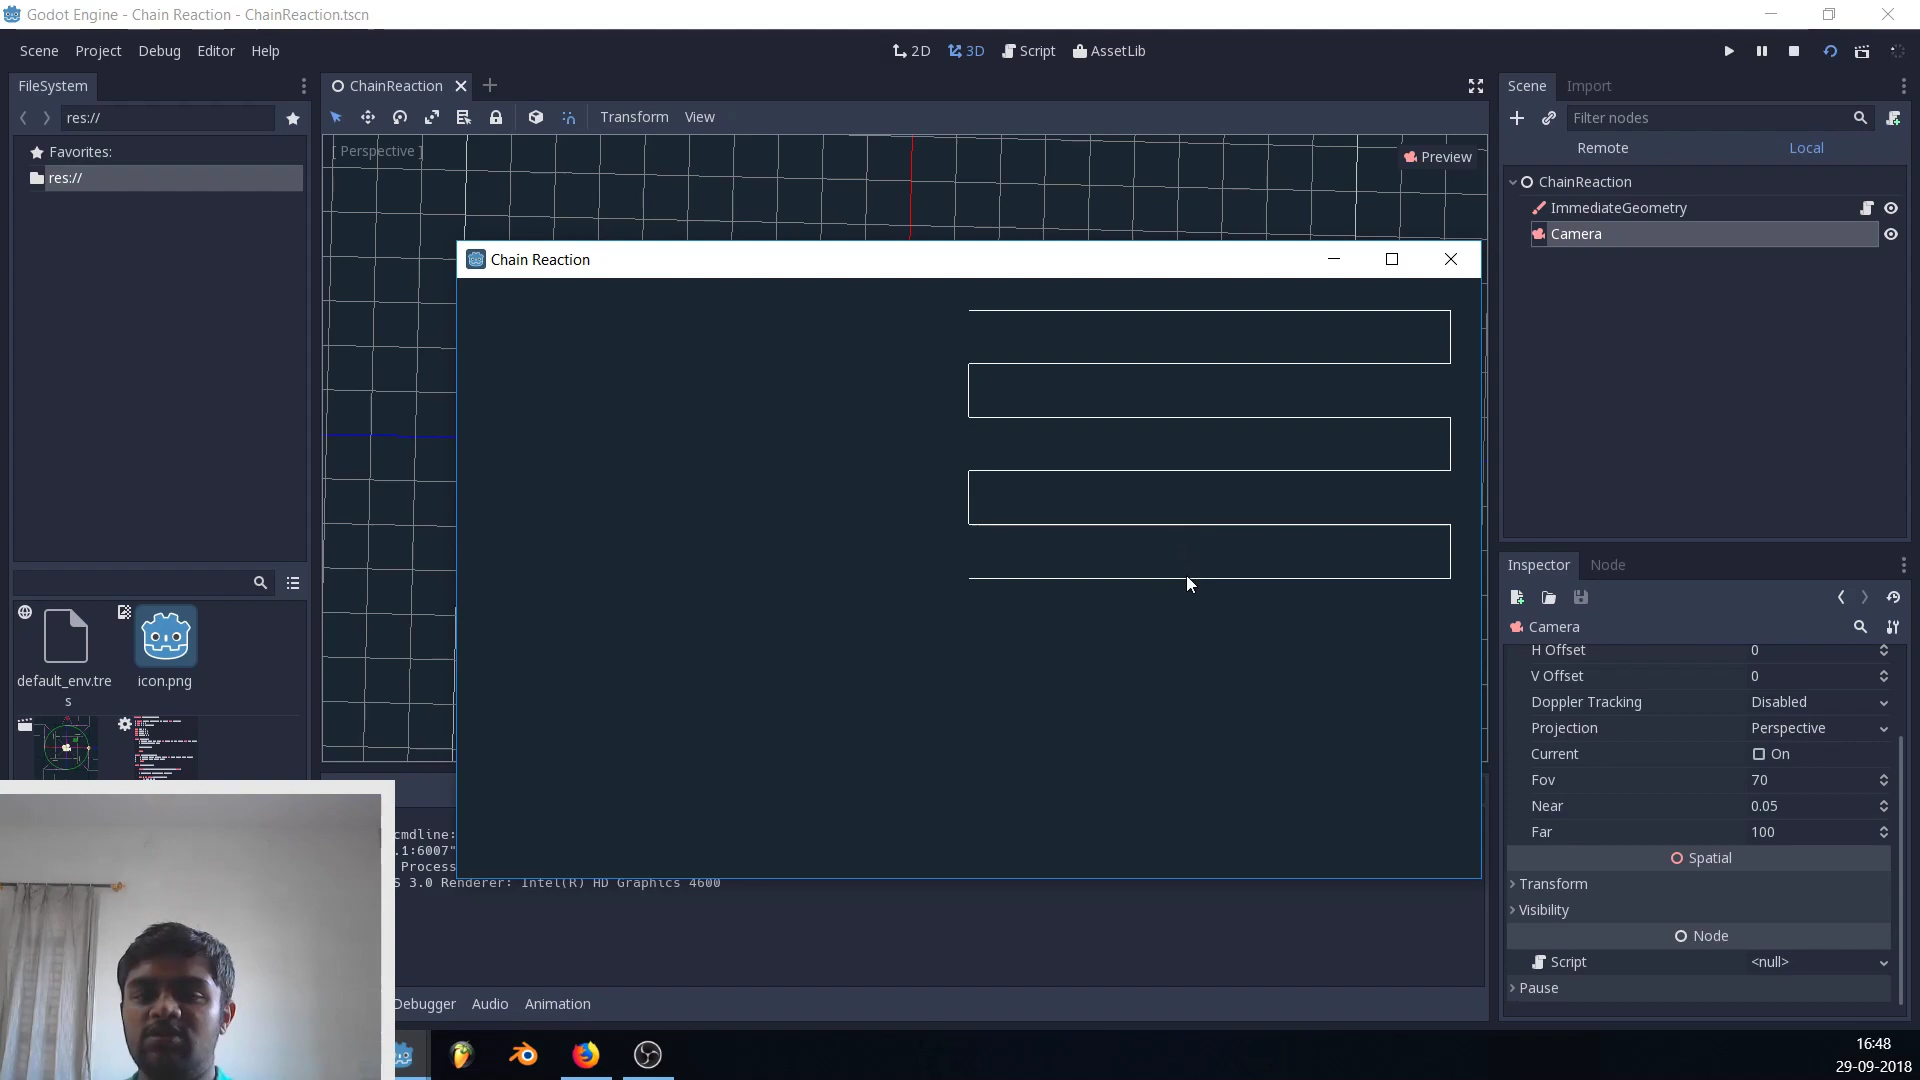 Godot Engine - Chain Reaction - ChainReaction.tscn
Scene Project Debug Editor Help
2D 3D Script AssetLib
FileSystem
res://
Favorites:
res://
default_env.tre
s
icon.png
ChainReaction
Transform View
[ Perspective ]
Preview
Chain Reaction
cmdline:
.1:6007"
Process
S 3.0 Renderer: Intel(R) HD Graphics 4600
Debugger Audio Animation
Scene Import
Filter nodes
Remote Local
ChainReaction
ImmediateGeometry
Camera
Inspector Node
Camera
H Offset 0
V Offset 0
Doppler Tracking Disabled
Projection Perspective
Current On
Fov 70
Near 0.05
Far 100
Spatial
Transform
Visibility
Node
Script <null>
Pause
16:48
29-09-2018